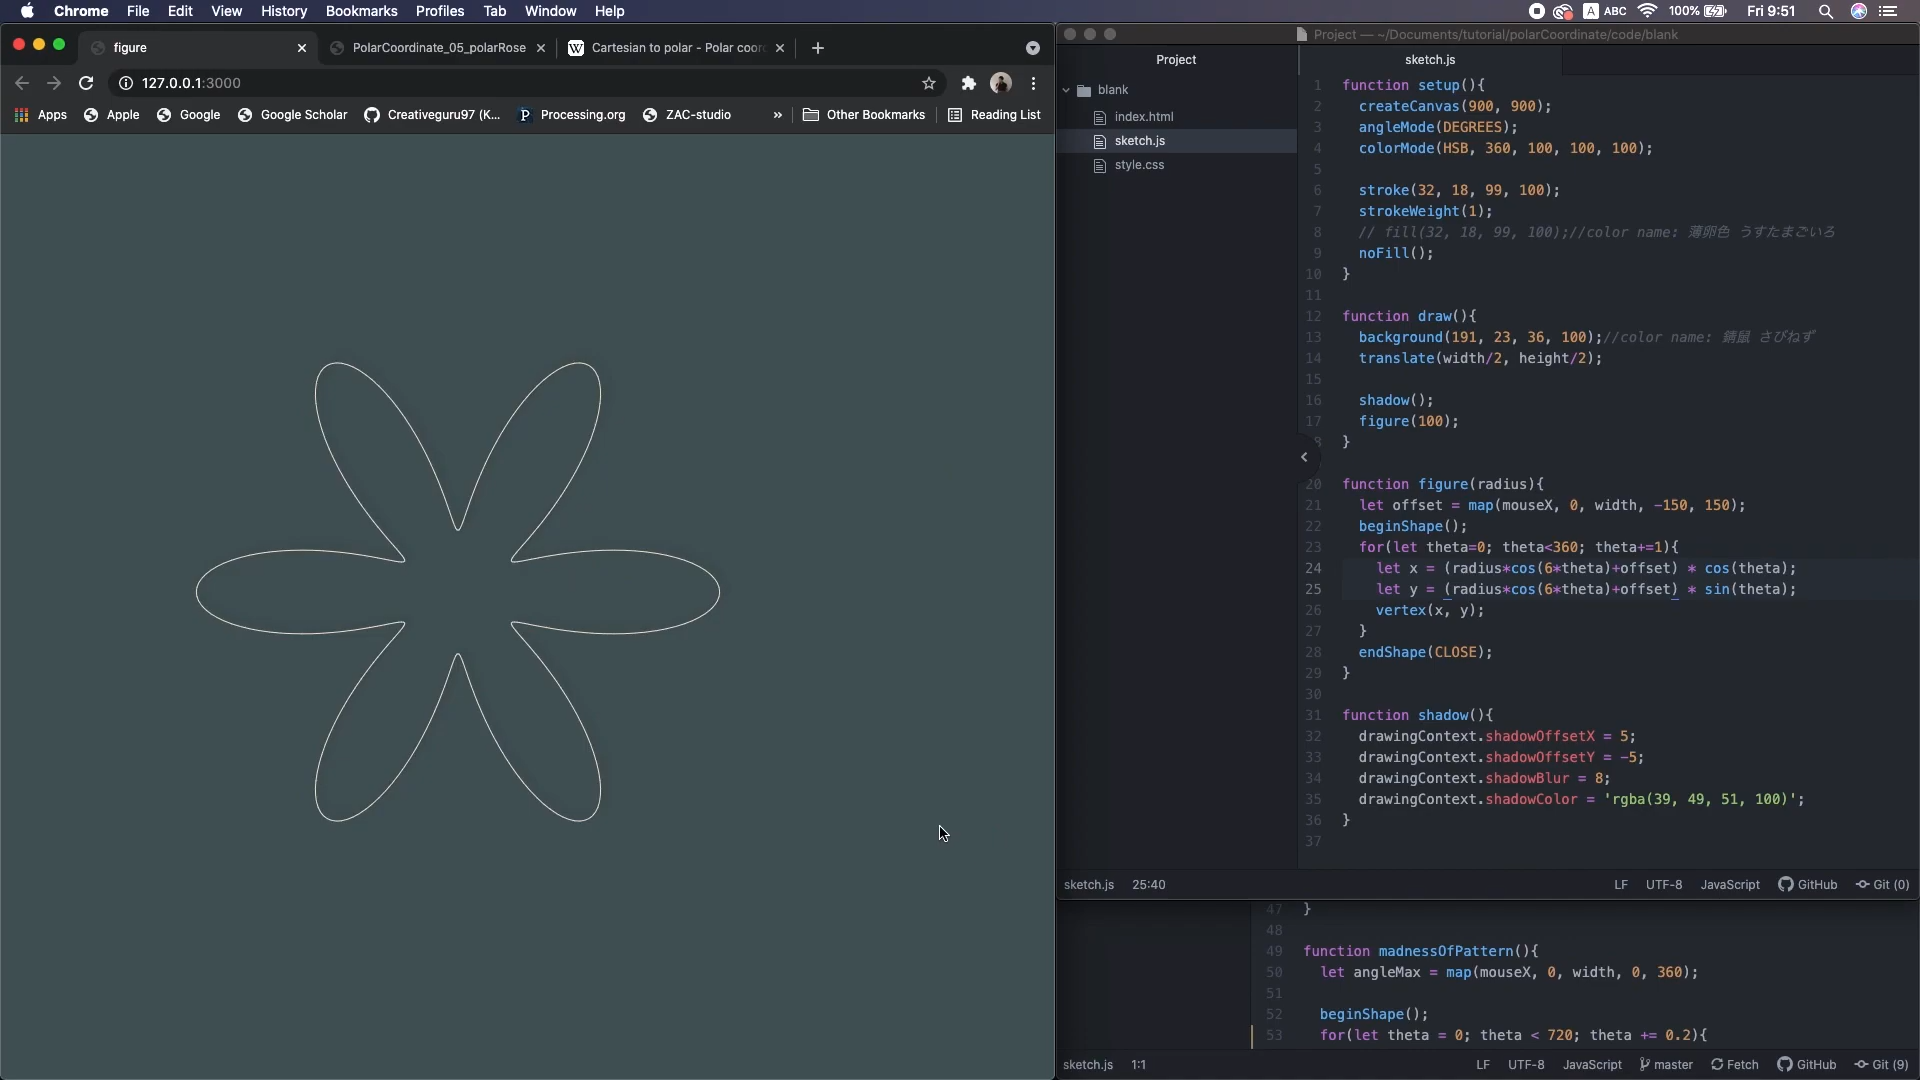 Chrome File Edit View History Bookmarks Profiles Tab Window Help
A ABC 100% Fri 9:51
figure
PolarCoordinate_05_polarRose
W Cartesian to polar - Polar coor
127.0.0.1:3000
Apps Apple Google Google Scholar Creativeguru97 (K... Processing.org ZAC-studio » Other Bookmarks Reading List
Project — ~/Documents/tutorial/polarCoordinate/code/blank
Project
blank
index.html
sketch.js
style.css
sketch.js
1 function setup(){
2 createCanvas(900, 900);
3 angleMode(DEGREES);
4 colorMode(HSB, 360, 100, 100, 100);
5
6 stroke(32, 18, 99, 100);
7 strokeWeight(1);
8 // fill(32, 18, 99, 100);//color name: 薄卵色 うすたまごいろ
9 noFill();
10 }
11
12 function draw(){
13 background(191, 23, 36, 100);//color name: 錆鼠 さびねず
14 translate(width/2, height/2);
15
16 shadow();
17 figure(100);
8 }
20 function figure(radius){
21 let offset = map(mouseX, 0, width, -150, 150);
22 beginShape();
23 for(let theta=0; theta<360; theta+=1){
24 let x = (radius*cos(6*theta)+offset) * cos(theta);
25 let y = (radius*cos(6*theta)+offset) * sin(theta);
26 vertex(x, y);
27 }
28 endShape(CLOSE);
29 }
30
31 function shadow(){
32 drawingContext.shadowOffsetX = 5;
33 drawingContext.shadowOffsetY = -5;
34 drawingContext.shadowBlur = 8;
35 drawingContext.shadowColor = 'rgba(39, 49, 51, 100)';
36 }
37
sketch.js 25:40 LF UTF-8 JavaScript GitHub Git (0)
47 }
48
49 function madnessOfPattern(){
50 let angleMax = map(mouseX, 0, width, 0, 360);
51
52 beginShape();
53 for(let theta = 0; theta < 720; theta += 0.2){
sketch.js 1:1 LF UTF-8 JavaScript master Fetch GitHub Git (9)